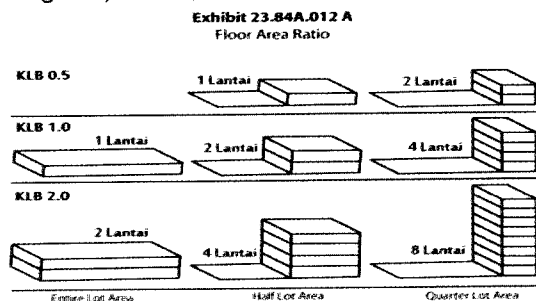 Exhibit 23.84A.012 A
Floor Area Ratio
KLB 0.5
1 Lantai
2 Lantai
KLB 1.0
1 Lantai
2 Lantai
4 Lantai
KLB 2.0
2 Lantai
4 Lantai
8 Lantai
Entire Lot Area
Half Lot Area
Quarter Lot Area